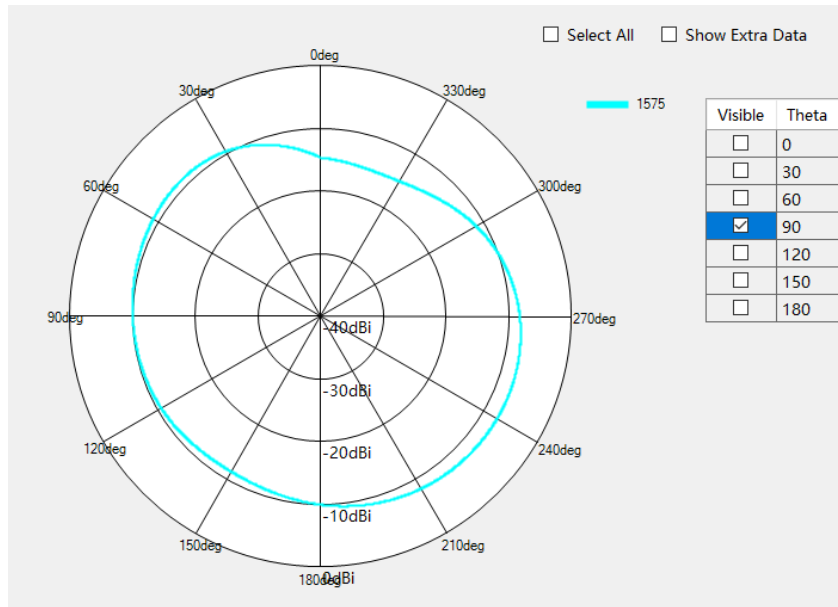 Select All
Show Extra Data
0deg
30deg
330deg
1575
Visible Theta
0
30
60
90
120
150
180
60deg
300deg
90deg
270deg
-40dBi
-30dBi
120deg
240deg
-20dBi
-10dBi
150deg
210deg
180deg
0dBi